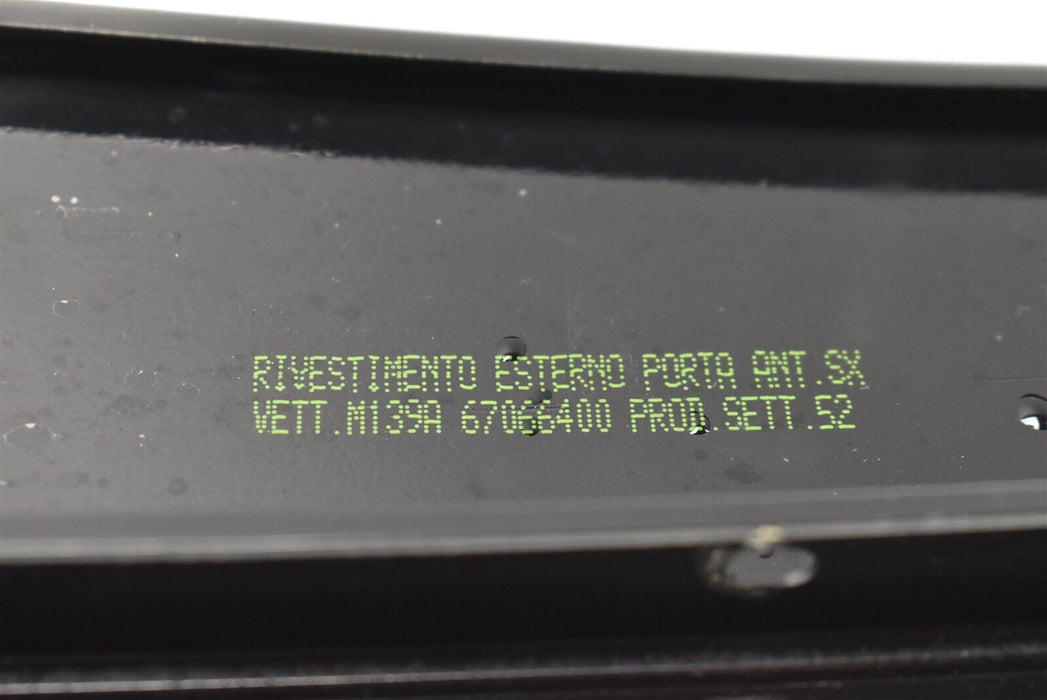 RIVESTIMENTO ESTERNO PORTA ANT.SX
VETT.M139A 67066400 PROD.SETT.52